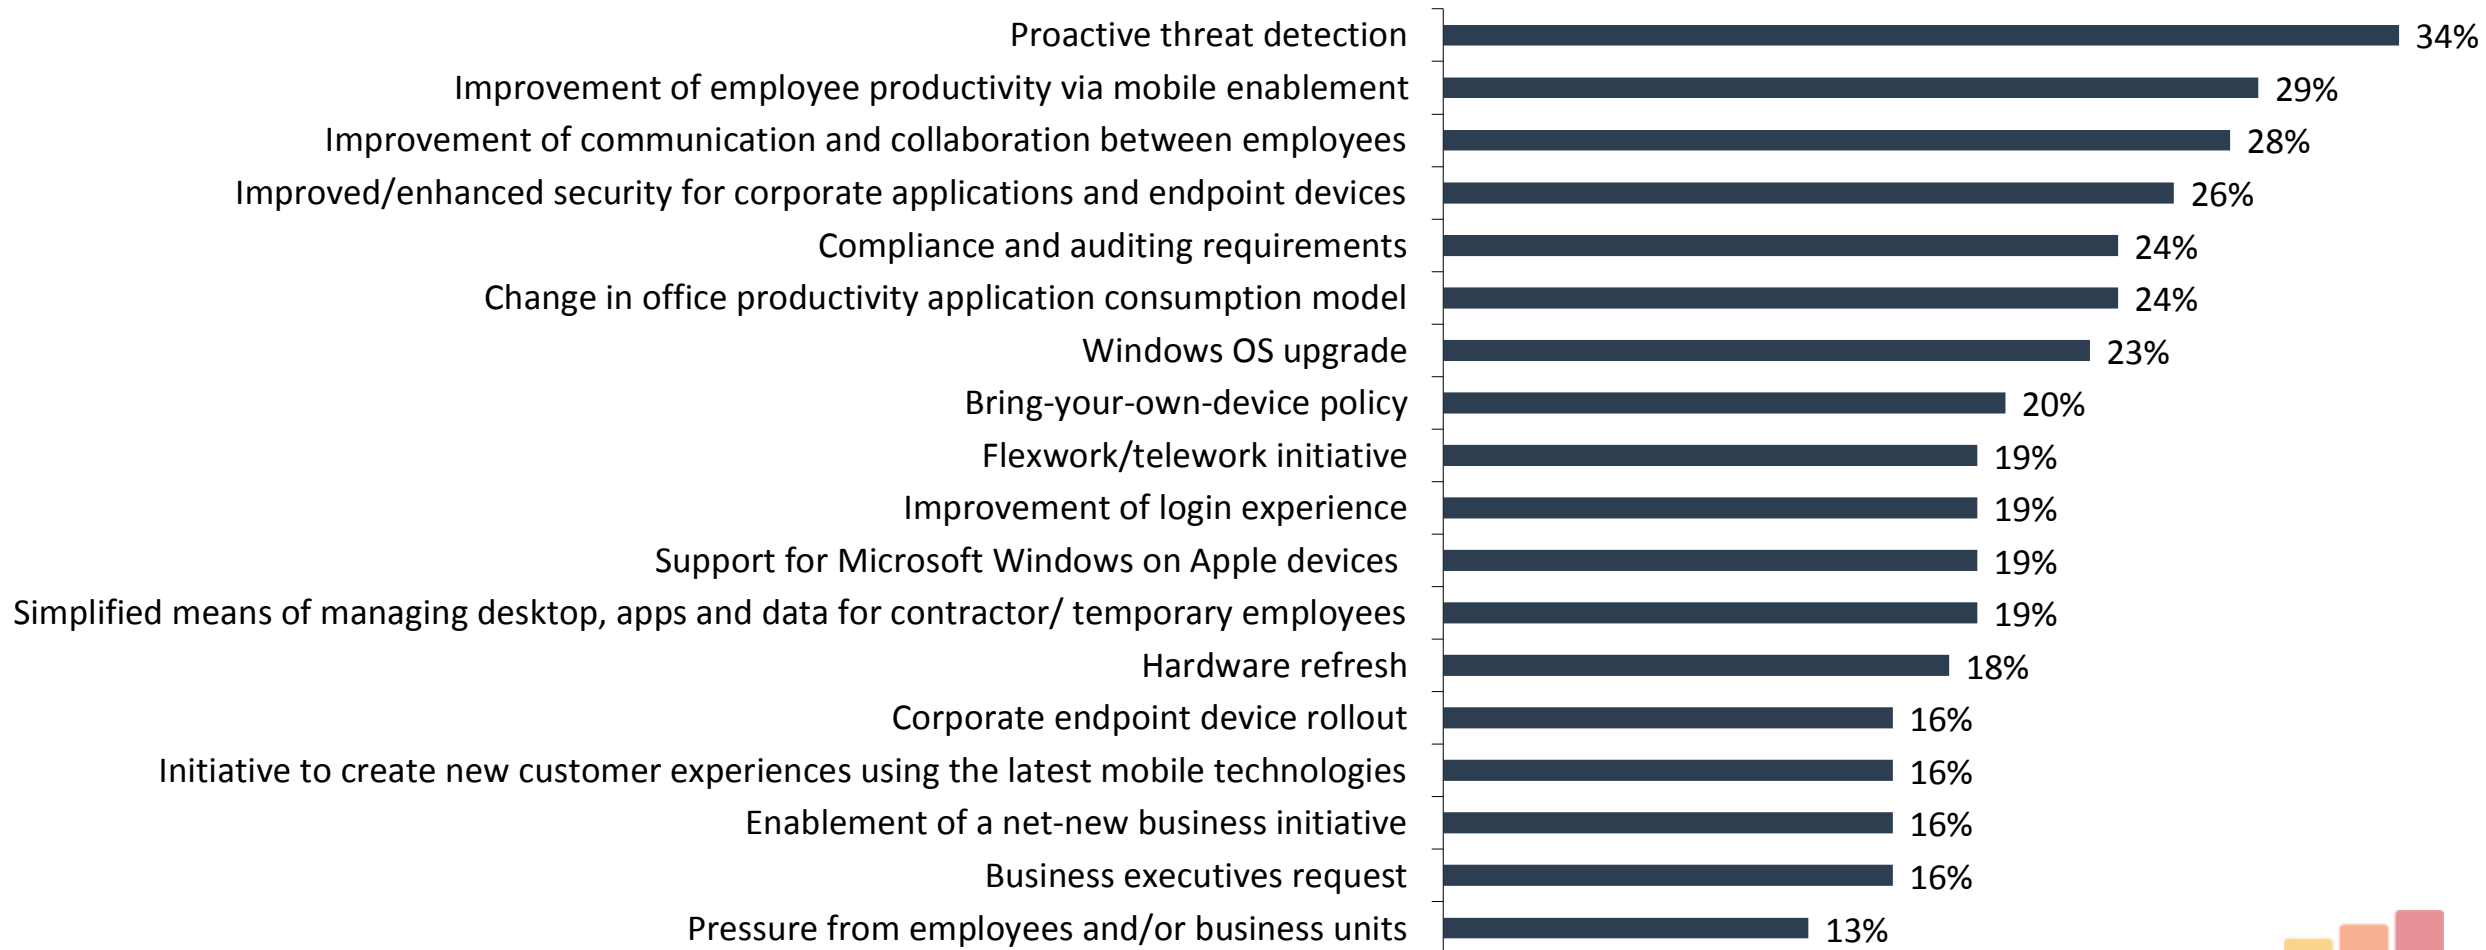 Proactive threat detection 34%
Improvement of employee productivity via mobile enablement 29%
Improvement of communication and collaboration between employees 28%
Improved/enhanced security for corporate applications and endpoint devices 26%
Compliance and auditing requirements 24%
Change in office productivity application consumption model 24%
Windows OS upgrade 23%
Bring-your-own-device policy 20%
Flexwork/telework initiative 19%
Improvement of login experience 19%
Support for Microsoft Windows on Apple devices 19%
Simplified means of managing desktop, apps and data for contractor/ temporary employees 19%
Hardware refresh 18%
Corporate endpoint device rollout 16%
Initiative to create new customer experiences using the latest mobile technologies 16%
Enablement of a net-new business initiative 16%
Business executives request 16%
Pressure from employees and/or business units 13%